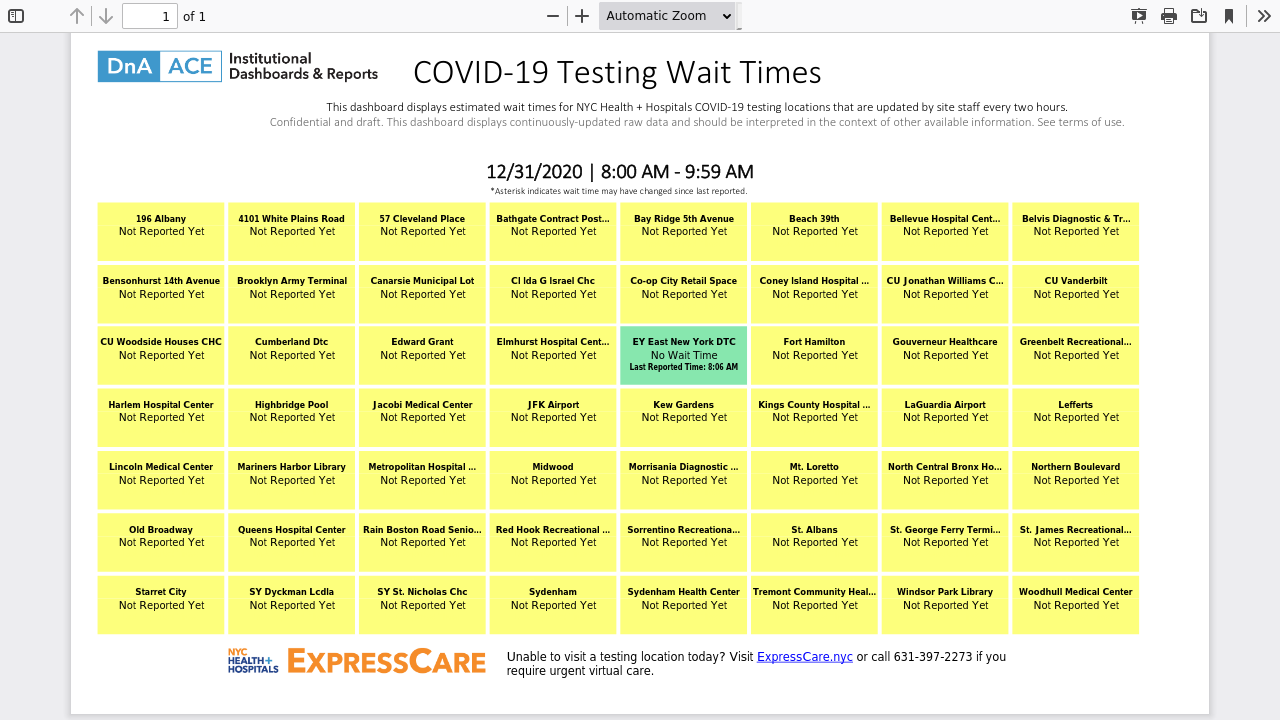 1 of 1 Automatic Zoom
DnA ACE Institutional Dashboards & Reports
COVID-19 Testing Wait Times
This dashboard displays estimated wait times for NYC Health + Hospitals COVID-19 testing locations that are updated by site staff every two hours.
Confidential and draft. This dashboard displays continuously-updated raw data and should be interpreted in the context of other available information. See terms of use.
12/31/2020 | 8:00 AM - 9:59 AM
*Asterisk indicates wait time may have changed since last reported.
196 Albany
Not Reported Yet
4101 White Plains Road
Not Reported Yet
57 Cleveland Place
Not Reported Yet
Bathgate Contract Post...
Not Reported Yet
Bay Ridge 5th Avenue
Not Reported Yet
Beach 39th
Not Reported Yet
Bellevue Hospital Cent...
Not Reported Yet
Belvis Diagnostic & Tr...
Not Reported Yet
Bensonhurst 14th Avenue
Not Reported Yet
Brooklyn Army Terminal
Not Reported Yet
Canarsie Municipal Lot
Not Reported Yet
CI Ida G Israel Chc
Not Reported Yet
Co-op City Retail Space
Not Reported Yet
Coney Island Hospital ...
Not Reported Yet
CU Jonathan Williams C...
Not Reported Yet
CU Vanderbilt
Not Reported Yet
CU Woodside Houses CHC
Not Reported Yet
Cumberland Dtc
Not Reported Yet
Edward Grant
Not Reported Yet
Elmhurst Hospital Cent...
Not Reported Yet
EY East New York DTC
No Wait Time
Last Reported Time: 8:06 AM
Fort Hamilton
Not Reported Yet
Gouverneur Healthcare
Not Reported Yet
Greenbelt Recreational...
Not Reported Yet
Harlem Hospital Center
Not Reported Yet
Highbridge Pool
Not Reported Yet
Jacobi Medical Center
Not Reported Yet
JFK Airport
Not Reported Yet
Kew Gardens
Not Reported Yet
Kings County Hospital ...
Not Reported Yet
LaGuardia Airport
Not Reported Yet
Lefferts
Not Reported Yet
Lincoln Medical Center
Not Reported Yet
Mariners Harbor Library
Not Reported Yet
Metropolitan Hospital ...
Not Reported Yet
Midwood
Not Reported Yet
Morrisania Diagnostic ...
Not Reported Yet
Mt. Loretto
Not Reported Yet
North Central Bronx Ho...
Not Reported Yet
Northern Boulevard
Not Reported Yet
Old Broadway
Not Reported Yet
Queens Hospital Center
Not Reported Yet
Rain Boston Road Senio...
Not Reported Yet
Red Hook Recreational ...
Not Reported Yet
Sorrentino Recreationa...
Not Reported Yet
St. Albans
Not Reported Yet
St. George Ferry Termi...
Not Reported Yet
St. James Recreational...
Not Reported Yet
Starret City
Not Reported Yet
SY Dyckman Lcdla
Not Reported Yet
SY St. Nicholas Chc
Not Reported Yet
Sydenham
Not Reported Yet
Sydenham Health Center
Not Reported Yet
Tremont Community Heal...
Not Reported Yet
Windsor Park Library
Not Reported Yet
Woodhull Medical Center
Not Reported Yet
NYC HEALTH+ HOSPITALS
EXPRESSCARE
Unable to visit a testing location today? Visit ExpressCare.nyc or call 631-397-2273 if you
require urgent virtual care.